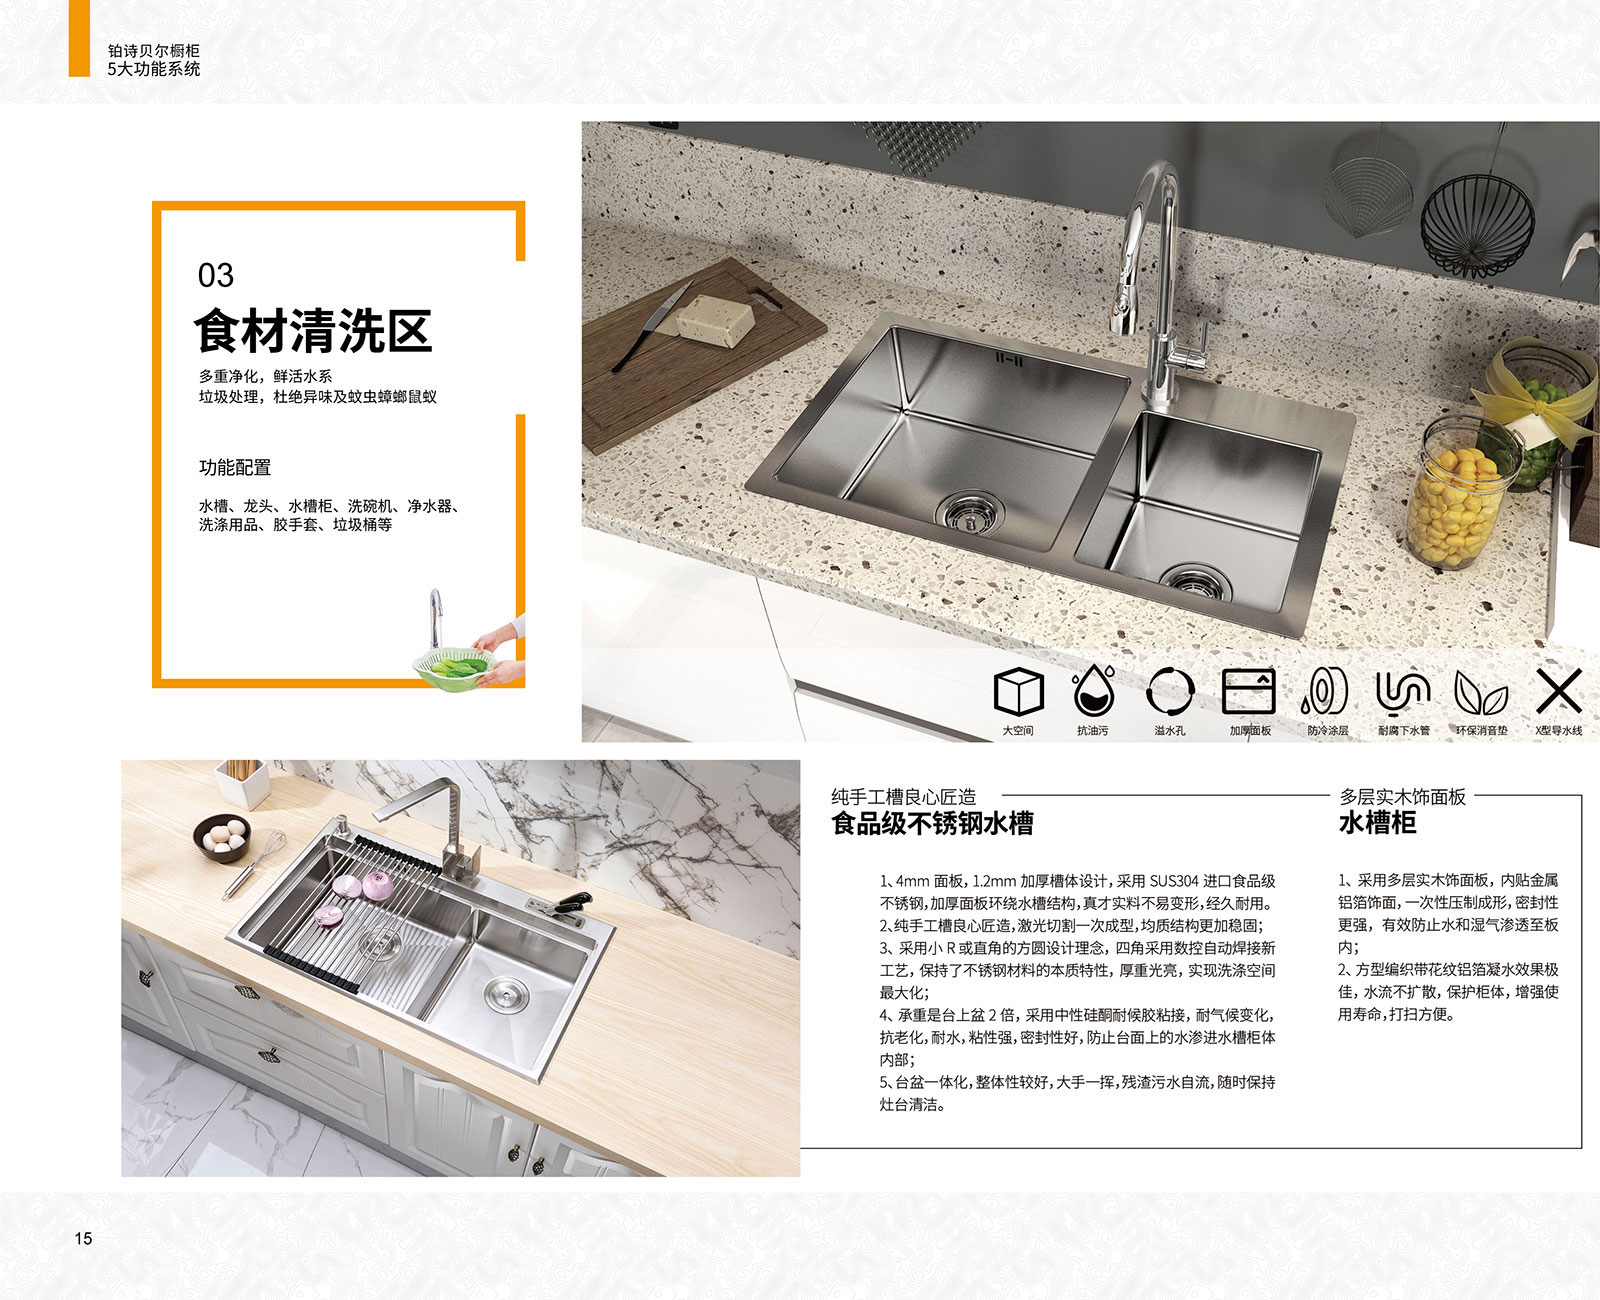 铂诗贝尔橱柜
5大功能系统
03
食材清洗区
多重净化，鲜活水系
垃圾处理，杜绝异味及蚊虫蟑螂鼠蚁
功能配置
水槽、龙头、水槽柜、洗碗机、净水器、
洗涤用品、胶手套、垃圾桶等
大空间
抗油污
溢水孔
加厚面板
防冷涂层
耐腐下水管
环保消音垫
X型导水线
纯手工槽良心匠造
食品级不锈钢水槽
1、4mm 面板，1.2mm 加厚槽体设计，采用 SUS304 进口食品级
不锈钢，加厚面板环绕水槽结构，真才实料不易变形，经久耐用。
2、纯手工槽良心匠造，激光切割一次成型，均质结构更加稳固；
3、采用小 R 或直角的方圆设计理念，四角采用数控自动焊接新
工艺，保持了不锈钢材料的本质特性，厚重光亮，实现洗涤空间
最大化；
4、承重是台上盆 2 倍，采用中性硅酮耐候胶粘接，耐气候变化，
抗老化，耐水，粘性强，密封性好，防止台面上的水渗进水槽柜体
内部；
5、台盆一体化，整体性较好，大手一挥，残渣污水自流，随时保持
灶台清洁。
多层实木饰面板
水槽柜
1、采用多层实木饰面板，内贴金属
铝箔饰面，一次性压制成形，密封性
更强，有效防止水和湿气渗透至板
内；
2、方型编织带花纹铝箔凝水效果极
佳，水流不扩散，保护柜体，增强使
用寿命，打扫方便。
15